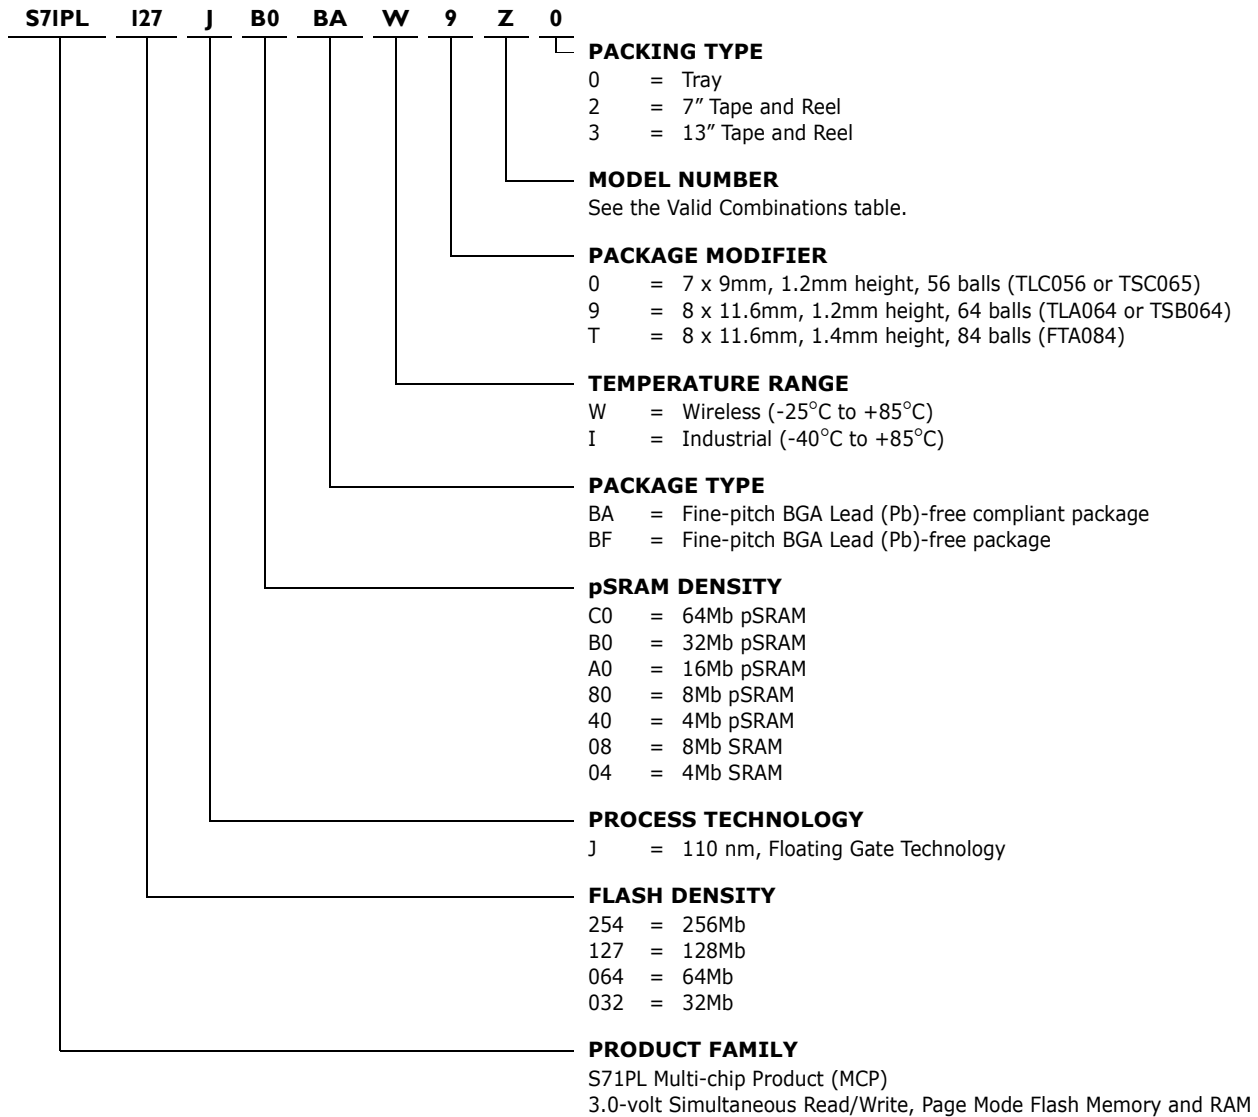 S71PL 127 J B0 BA W 9 Z 0
PACKING TYPE
0 = Tray
2 = 7″ Tape and Reel
3 = 13″ Tape and Reel
MODEL NUMBER
See the Valid Combinations table.
PACKAGE MODIFIER
0 = 7 x 9mm, 1.2mm height, 56 balls (TLC056 or TSC065)
9 = 8 x 11.6mm, 1.2mm height, 64 balls (TLA064 or TSB064)
T = 8 x 11.6mm, 1.4mm height, 84 balls (FTA084)
TEMPERATURE RANGE
W = Wireless (-25°C to +85°C)
I = Industrial (-40°C to +85°C)
PACKAGE TYPE
BA = Fine-pitch BGA Lead (Pb)-free compliant package
BF = Fine-pitch BGA Lead (Pb)-free package
pSRAM DENSITY
C0 = 64Mb pSRAM
B0 = 32Mb pSRAM
A0 = 16Mb pSRAM
80 = 8Mb pSRAM
40 = 4Mb pSRAM
08 = 8Mb SRAM
04 = 4Mb SRAM
PROCESS TECHNOLOGY
J = 110 nm, Floating Gate Technology
FLASH DENSITY
254 = 256Mb
127 = 128Mb
064 = 64Mb
032 = 32Mb
PRODUCT FAMILY
S71PL Multi-chip Product (MCP)
3.0-volt Simultaneous Read/Write, Page Mode Flash Memory and RAM